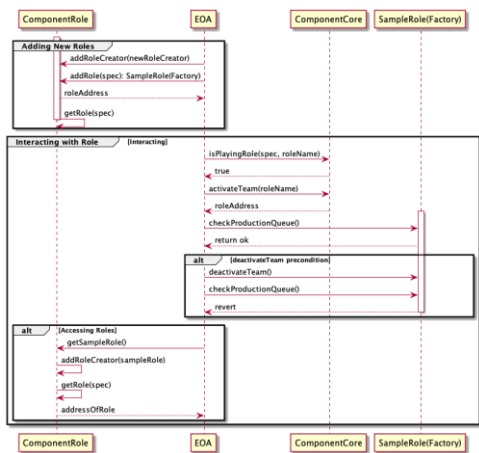 ComponentRole EOA ComponentCore SampleRole(Factory)
Adding New Roles
addRoleCreator(newRoleCreator)
addRole(spec): SampleRole(Factory)
roleAddress
getRole(spec)
Interacting with Role [Interacting]
isPlayingRole(spec, roleName)
true
activateTeam(roleName)
roleAddress
checkProductionQueue()
return ok
alt [deactivateTeam precondition]
deactivateTeam()
checkProductionQueue()
revert
alt [Accessing Roles]
getSampleRole()
addRoleCreator(sampleRole)
getRole(spec)
addressOfRole
ComponentRole EOA ComponentCore SampleRole(Factory)